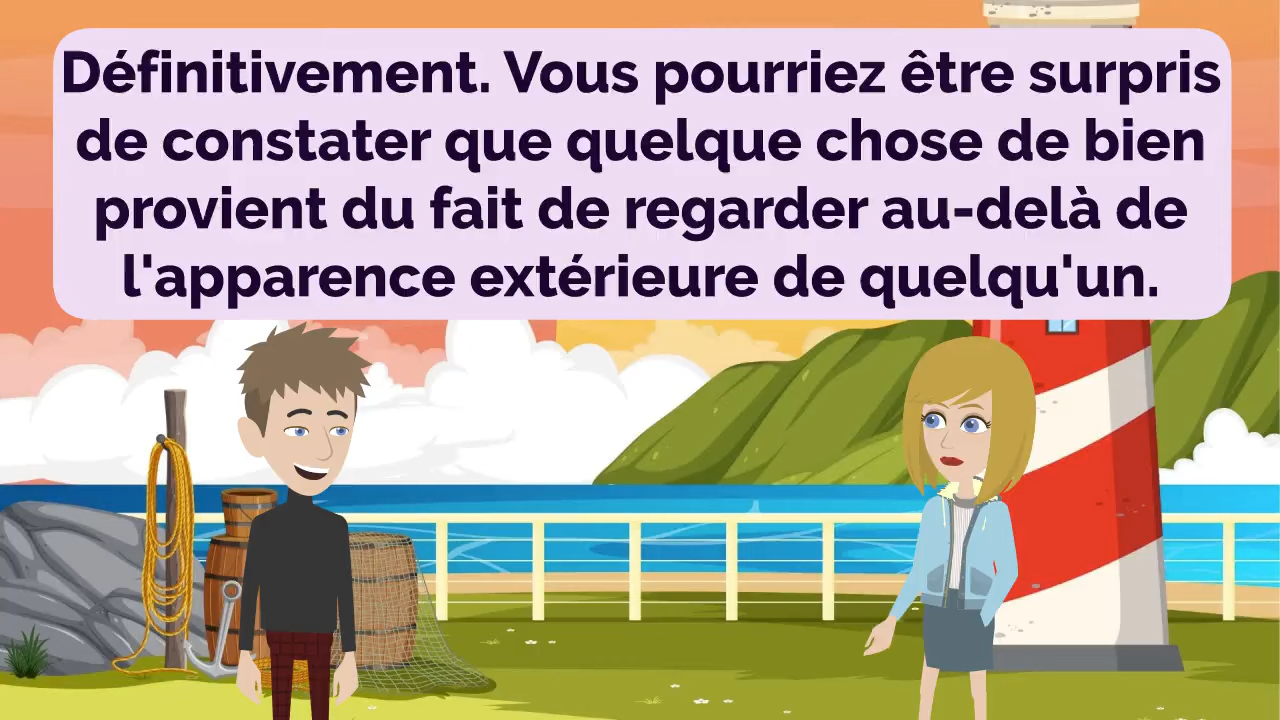 Définitivement. Vous pourriez être surpris
de constater que quelque chose de bien
provient du fait de regarder au-delà de
l'apparence extérieure de quelqu'un.